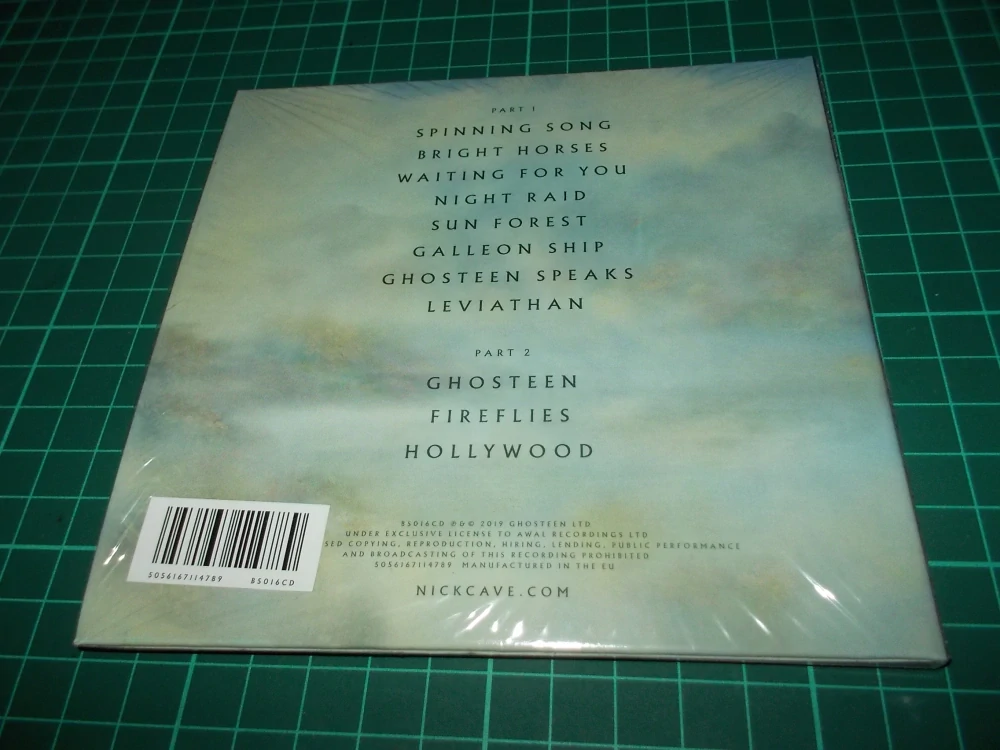 PART 1
SPINNING SONG
BRIGHT HORSES
WAITING FOR YOU
NIGHT RAID
SUN FOREST
GALLEON SHIP
GHOSTEEN SPEAKS
LEVIATHAN
PART 2
GHOSTEEN
FIREFLIES
HOLLYWOOD
BS016CD ℗&© 2019 GHOSTEEN LTD
UNDER EXCLUSIVE LICENSE TO AWAL RECORDINGS LTD
SED COPYING, REPRODUCTION, HIRING, LENDING, PUBLIC PERFORMANCE
AND BROADCASTING OF THIS RECORDING PROHIBITED
5056167114789 MANUFACTURED IN THE EU
NICKCAVE.COM
5056167114789 BS016CD